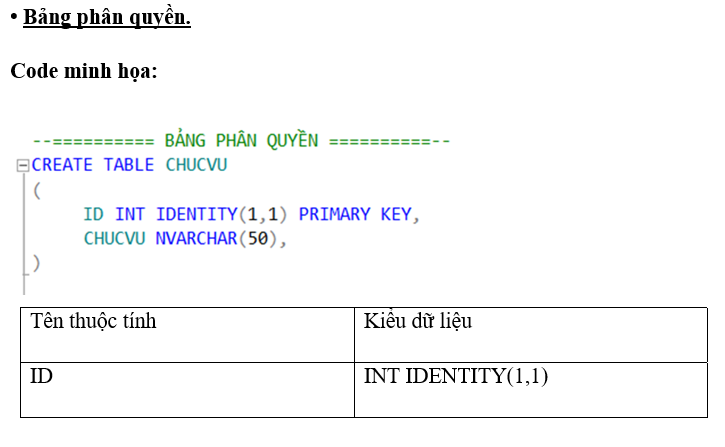 • Bảng phân quyền.
Code minh họa:
--========== BẢNG PHÂN QUYỀN ==========--
CREATE TABLE CHUCVU
(
ID INT IDENTITY(1,1) PRIMARY KEY,
CHUCVU NVARCHAR(50),
)
Tên thuộc tính Kiểu dữ liệu
ID INT IDENTITY(1,1)